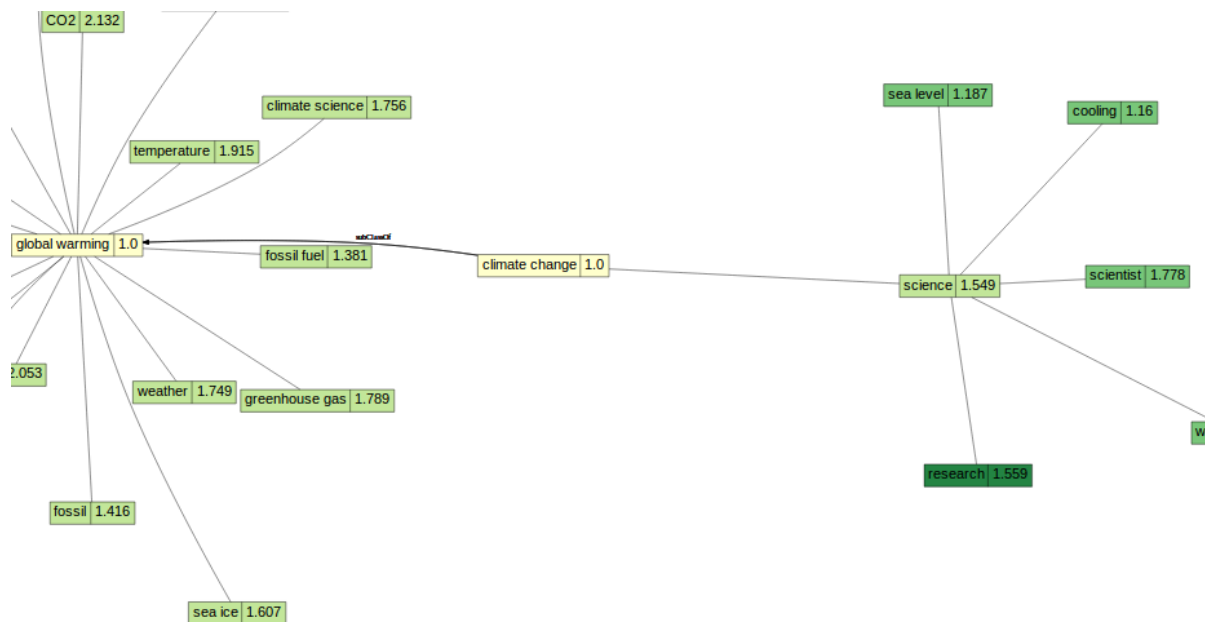 CO2 2.132
climate science 1.756
sea level 1.187
cooling 1.16
temperature 1.915
subClassOf
global warming 1.0
fossil fuel 1.381
climate change 1.0
science 1.549
scientist 1.778
2.053
weather 1.749
greenhouse gas 1.789
w
research 1.559
fossil 1.416
sea ice 1.607